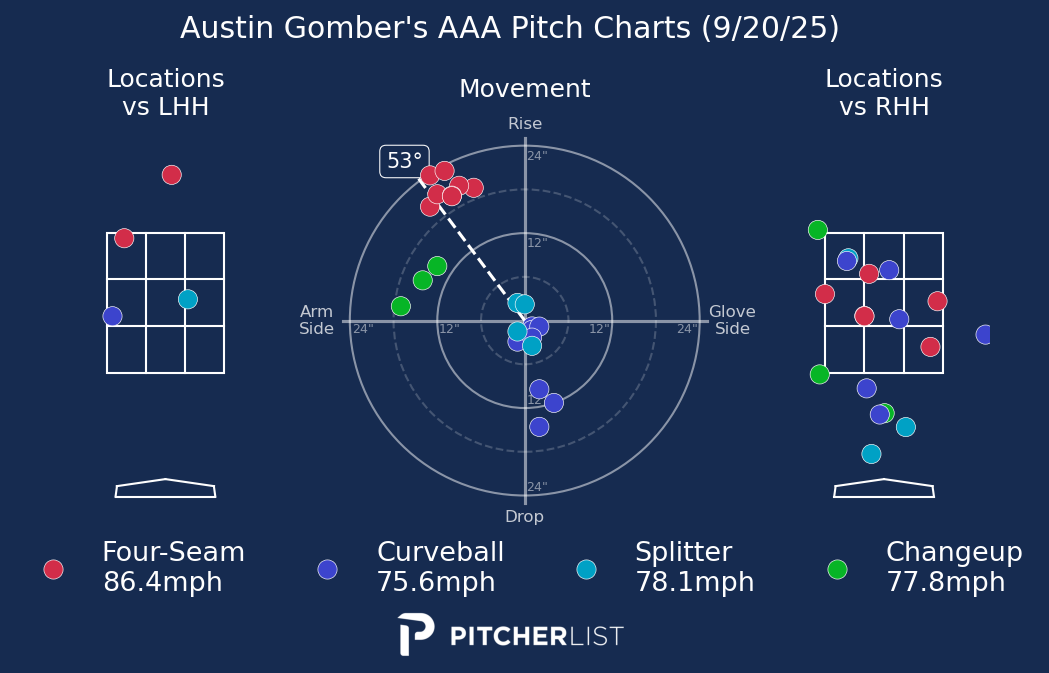 Austin Gomber's AAA Pitch Charts (9/20/25)
Locations
vs LHH
Movement
Locations
vs RHH
Rise
24"
53°
12"
Arm
Side
24"
12"
12"
24"
Glove
Side
12"
24"
Drop
Four-Seam
86.4mph
Curveball
75.6mph
Splitter
78.1mph
Changeup
77.8mph
PITCHERLIST